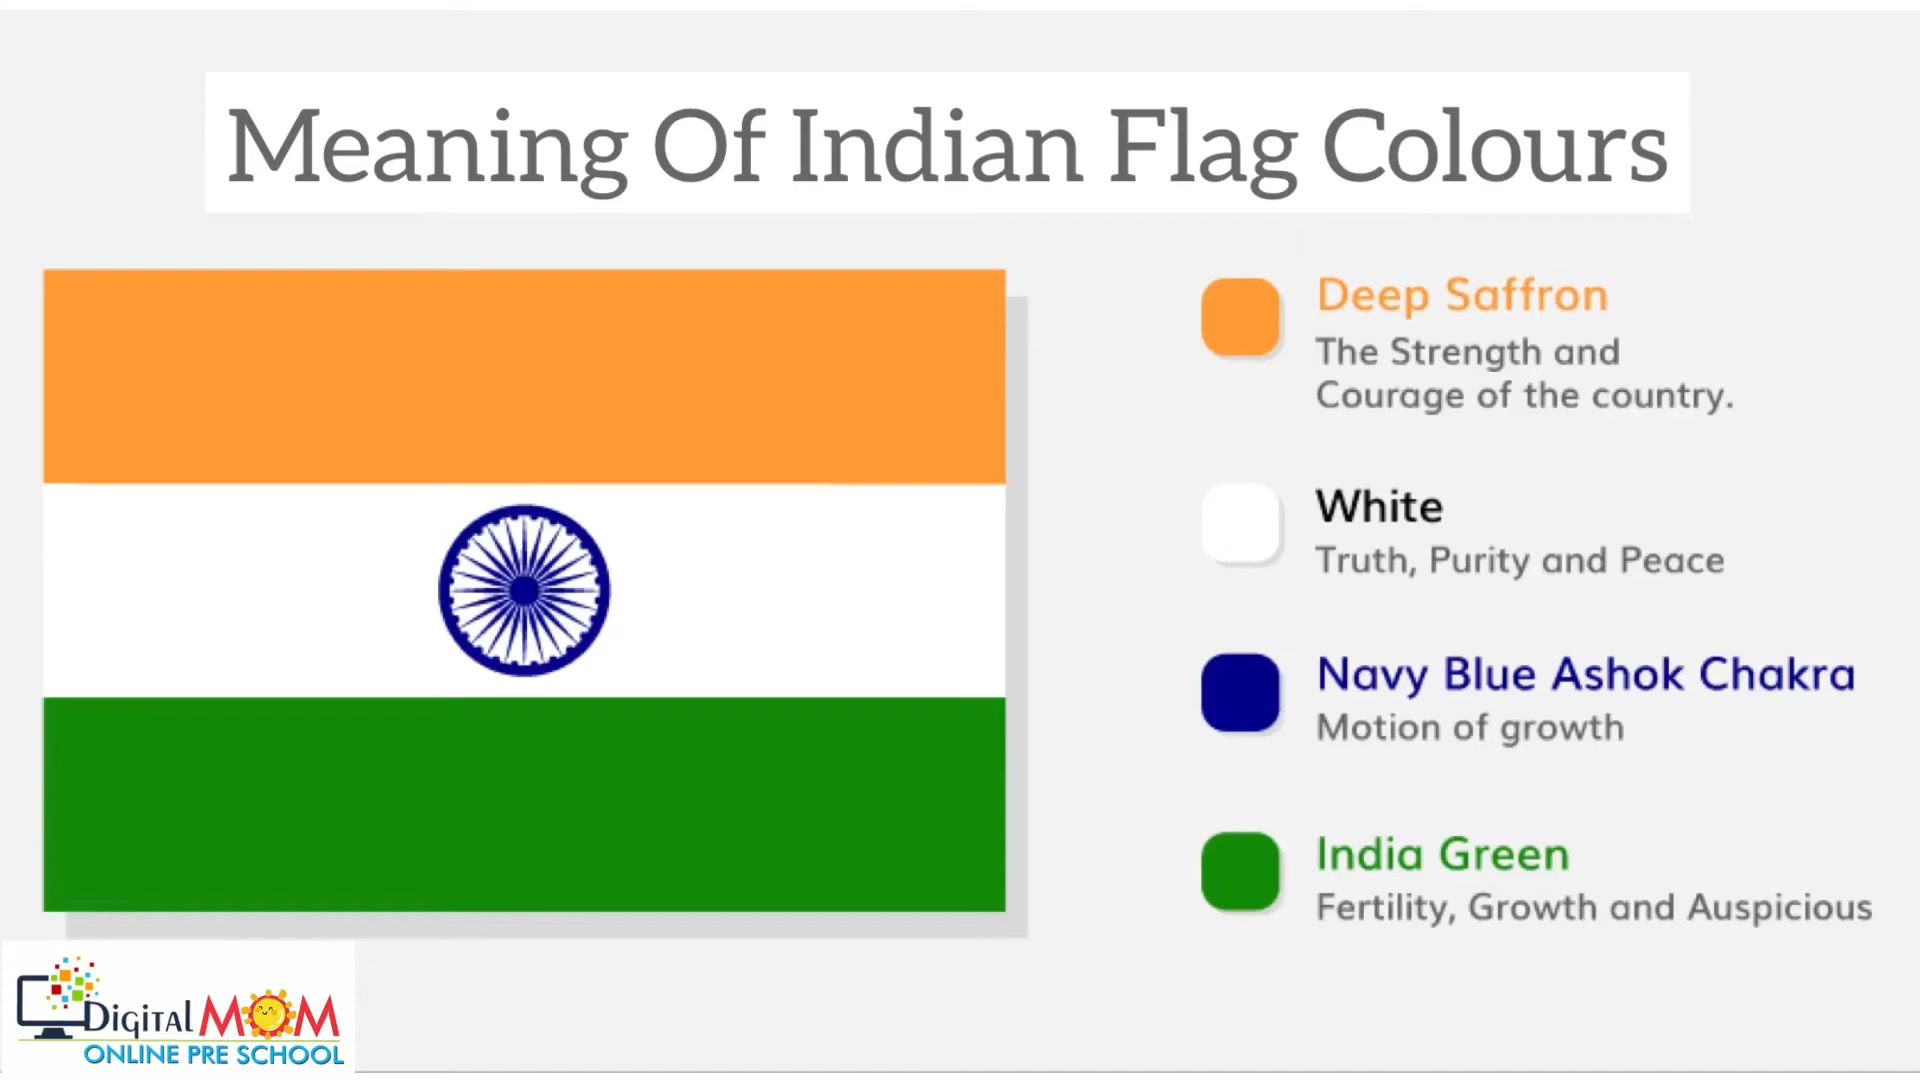 Meaning Of Indian Flag Colours
Deep Saffron
The Strength and
Courage of the country.
White
Truth, Purity and Peace
Navy Blue Ashok Chakra
Motion of growth
India Green
Fertility, Growth and Auspicious
Digital MOM
ONLINE PRE SCHOOL